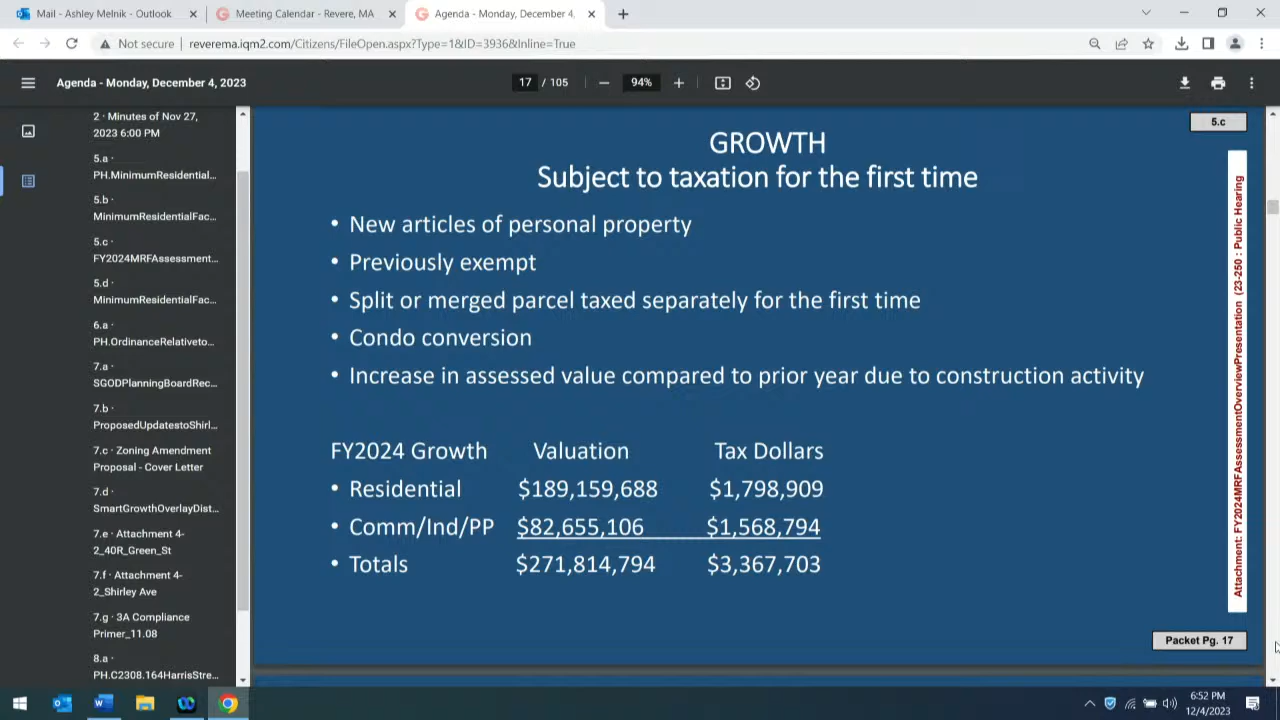 Mail - Ashley Melnik - Outlook
Meeting Calendar - Revere, MA
Agenda - Monday, December 4,
Not secure
reverema.iqm2.com/Citizens/FileOpen.aspx?Type=1&ID=3936&Inline=True
Agenda - Monday, December 4, 2023
17 / 105
94%
2 · Minutes of Nov 27,
2023 6:00 PM
5.a ·
PH.MinimumResidential...
5.b ·
MinimumResidentialFac...
5.c ·
FY2024MRFAssessment...
5.d ·
MinimumResidentialFac...
6.a ·
PH.OrdinanceRelativeto...
7.a ·
SGODPlanningBoardRec...
7.b ·
ProposedUpdatestoShirl...
7.c · Zoning Amendment
Proposal - Cover Letter
7.d ·
SmartGrowthOverlayDist...
7.e · Attachment 4-
2_40R_Green_St
7.f · Attachment 4-
2_Shirley Ave
7.g · 3A Compliance
Primer_11.08
8.a ·
PH.C2308.164HarrisStre...
5.c
GROWTH
Subject to taxation for the first time
• New articles of personal property
• Previously exempt
• Split or merged parcel taxed separately for the first time
• Condo conversion
• Increase in assessed value compared to prior year due to construction activity
FY2024 Growth Valuation Tax Dollars
• Residential $189,159,688 $1,798,909
• Comm/Ind/PP $82,655,106 $1,568,794
• Totals $271,814,794 $3,367,703
Attachment: FY2024MRFAssessmentOverviewPresentation (23-250 : Public Hearing
Packet Pg. 17
6:52 PM
12/4/2023